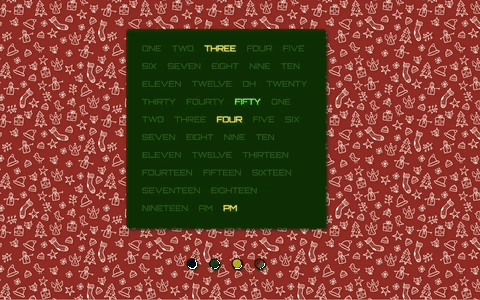 ONE TWO THREE FOUR FIVE
SIX SEVEN EIGHT NINE TEN
ELEVEN TWELVE OH TWENTY
THIRTY FOURTY FIFTY ONE
TWO THREE FOUR FIVE SIX
SEVEN EIGHT NINE TEN
ELEVEN TWELVE THIRTEEN
FOURTEEN FIFTEEN SIXTEEN
SEVENTEEN EIGHTEEN
NINETEEN AM PM